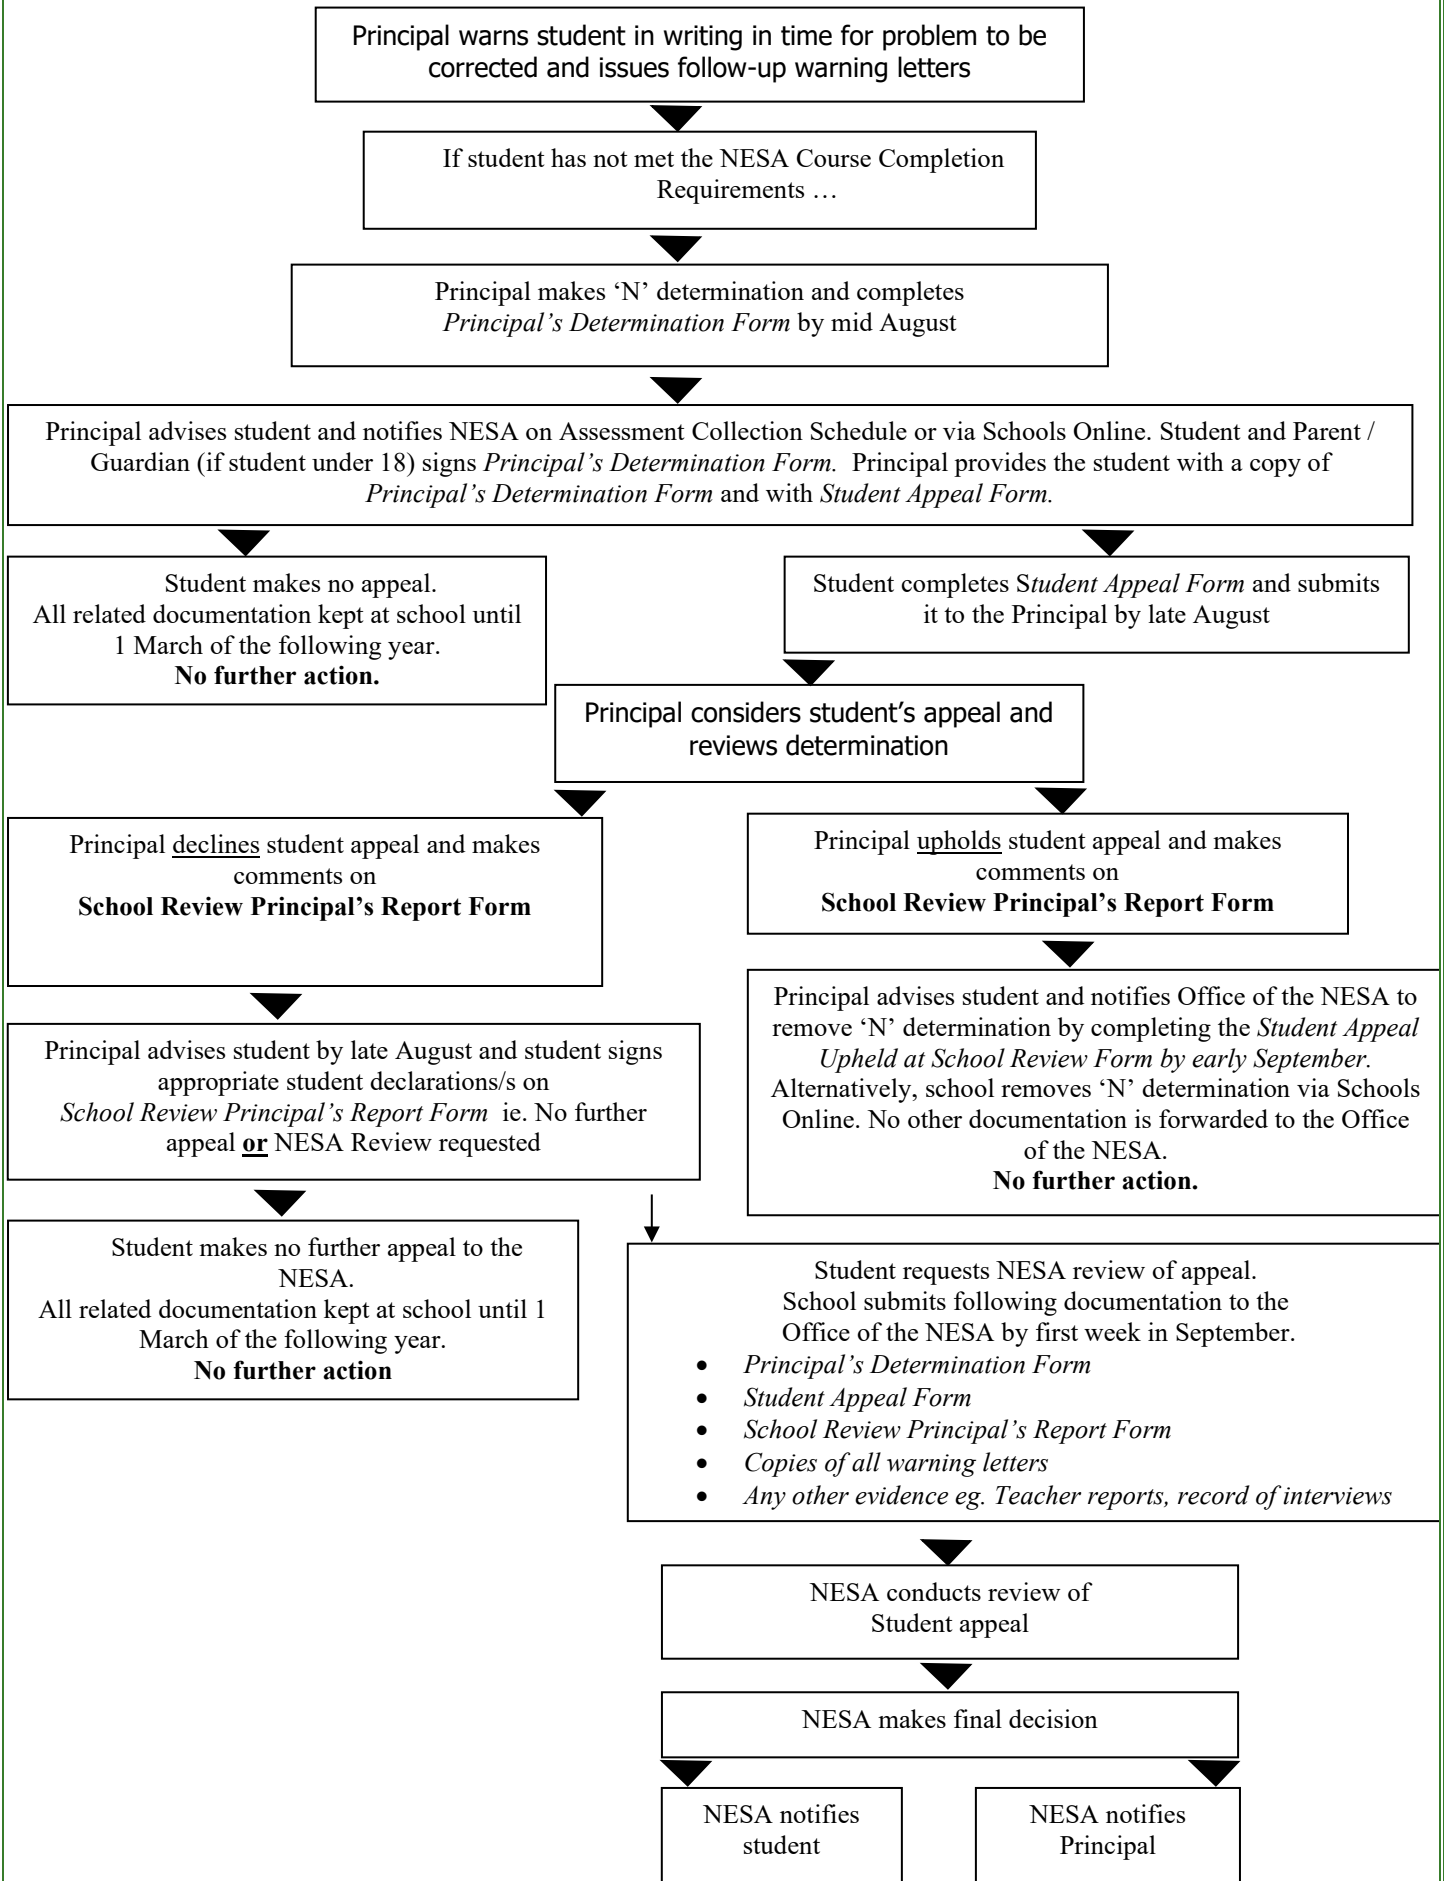 Principal warns student in writing in time for problem to be
corrected and issues follow-up warning letters
If student has not met the NESA Course Completion
Requirements …
Principal makes ‘N’ determination and completes
Principal’s Determination Form by mid August
Principal advises student and notifies NESA on Assessment Collection Schedule or via Schools Online. Student and Parent /
Guardian (if student under 18) signs Principal’s Determination Form. Principal provides the student with a copy of
Principal’s Determination Form and with Student Appeal Form.
Student makes no appeal.
All related documentation kept at school until
1 March of the following year.
No further action.
Student completes Student Appeal Form and submits
it to the Principal by late August
Principal considers student’s appeal and
reviews determination
Principal declines student appeal and makes
comments on
School Review Principal’s Report Form
Principal upholds student appeal and makes
comments on
School Review Principal’s Report Form
Principal advises student by late August and student signs
appropriate student declarations/s on
School Review Principal’s Report Form ie. No further
appeal or NESA Review requested
Principal advises student and notifies Office of the NESA to
remove ‘N’ determination by completing the Student Appeal
Upheld at School Review Form by early September.
Alternatively, school removes ‘N’ determination via Schools
Online. No other documentation is forwarded to the Office
of the NESA.
No further action.
Student makes no further appeal to the
NESA.
All related documentation kept at school until 1
March of the following year.
No further action
Student requests NESA review of appeal.
School submits following documentation to the
Office of the NESA by first week in September.
• Principal’s Determination Form
• Student Appeal Form
• School Review Principal’s Report Form
• Copies of all warning letters
• Any other evidence eg. Teacher reports, record of interviews
NESA conducts review of
Student appeal
NESA makes final decision
NESA notifies
student
NESA notifies
Principal